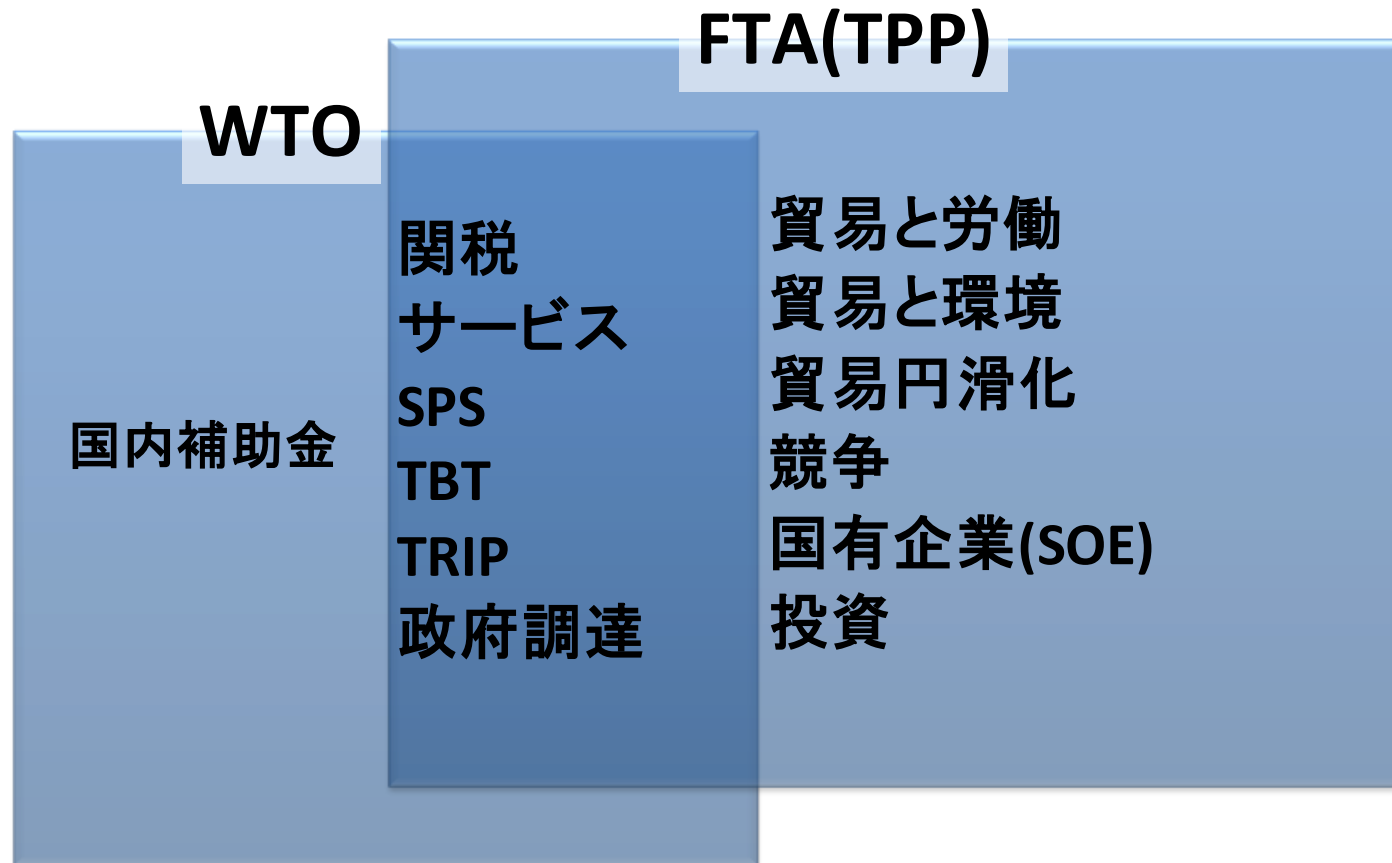 FTA(TPP)
WTO
国内補助金
関税
サービス
SPS
TBT
TRIP
政府調達
貿易と労働
貿易と環境
貿易円滑化
競争
国有企業(SOE)
投資